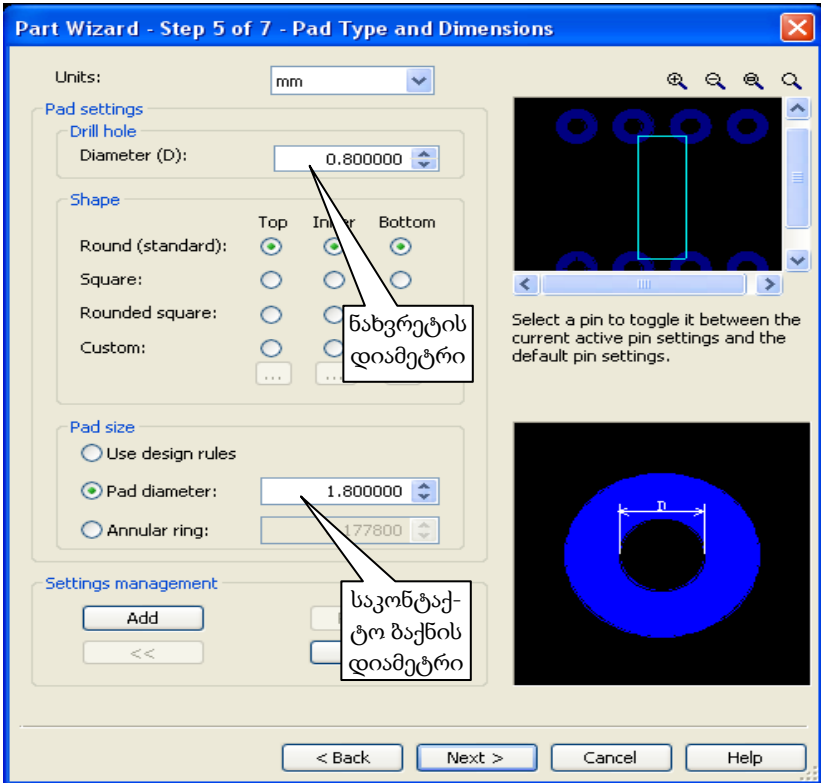 Part Wizard - Step 5 of 7 - Pad Type and Dimensions
Units:
mm
Pad settings
Drill hole
Diameter (D):
0.800000
Shape
Top Inner Bottom
Round (standard):
Square:
Rounded square:
Custom:
... ...
ნახვრეტის
დიამეტრი
Pad size
Use design rules
Pad diameter:
1.800000
Annular ring:
177800
Settings management
Add
<<
საკონტაქ-
ტო ბაქნის
დიამეტრი
Select a pin to toggle it between the
current active pin settings and the
default pin settings.
D
< Back
Next >
Cancel
Help